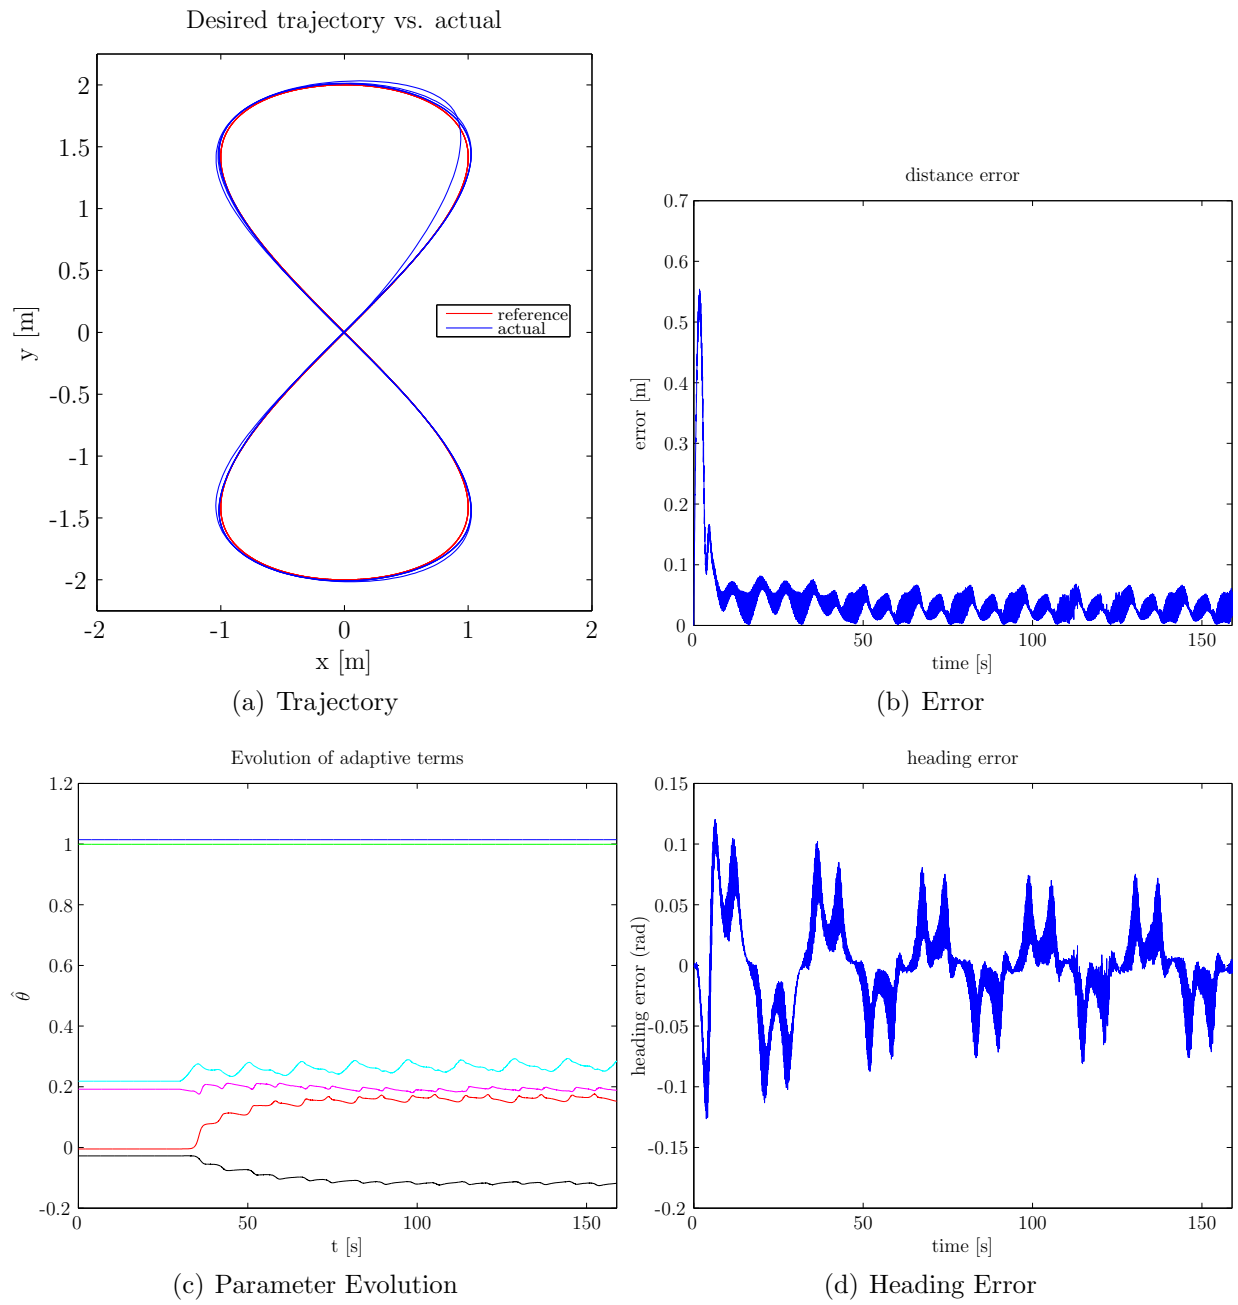 Desired trajectory vs. actual
2
1.5
1
0.5
0
-0.5
-1
-1.5
-2
y [m]
reference
actual
-2 -1 0 1 2
x [m]
(a) Trajectory
distance error
0.7
0.6
0.5
0.4
0.3
0.2
0.1
0
error [m]
0 50 100 150
time [s]
(b) Error
Evolution of adaptive terms
1.2
1
0.8
0.6
0.4
0.2
0
-0.2
θ̂
0 50 100 150
t [s]
(c) Parameter Evolution
heading error
0.15
0.1
0.05
0
-0.05
-0.1
-0.15
-0.2
heading error (rad)
0 50 100 150
time [s]
(d) Heading Error